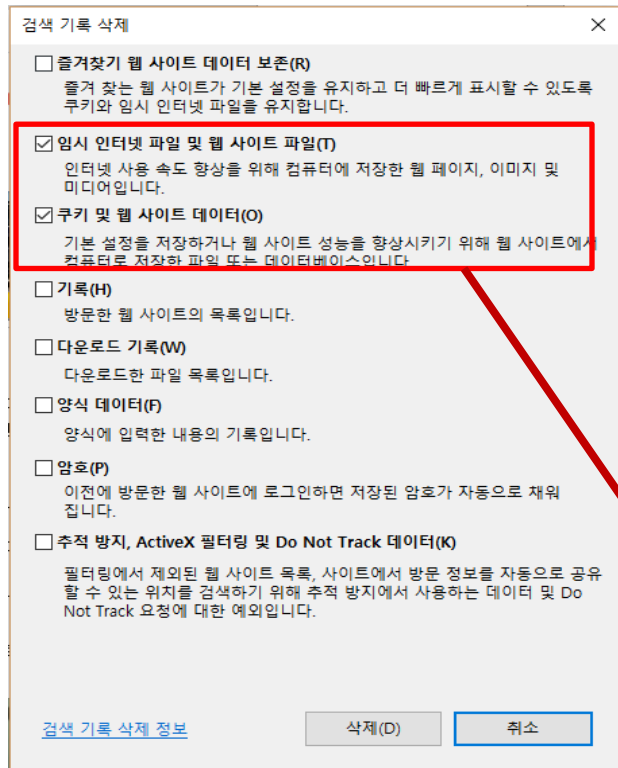 검색 기록 삭제
즐겨찾기 웹 사이트 데이터 보존(R)
즐겨 찾는 웹 사이트가 기본 설정을 유지하고 더 빠르게 표시할 수 있도록
쿠키와 임시 인터넷 파일을 유지합니다.
임시 인터넷 파일 및 웹 사이트 파일(T)
인터넷 사용 속도 향상을 위해 컴퓨터에 저장한 웹 페이지, 이미지 및
미디어입니다.
쿠키 및 웹 사이트 데이터(O)
기본 설정을 저장하거나 웹 사이트 성능을 향상시키기 위해 웹 사이트에서
컴퓨터로 저장한 파일 또는 데이터베이스입니다.
기록(H)
방문한 웹 사이트의 목록입니다.
다운로드 기록(W)
다운로드한 파일 목록입니다.
양식 데이터(F)
양식에 입력한 내용의 기록입니다.
암호(P)
이전에 방문한 웹 사이트에 로그인하면 저장된 암호가 자동으로 채워
집니다.
추적 방지, ActiveX 필터링 및 Do Not Track 데이터(K)
필터링에서 제외된 웹 사이트 목록, 사이트에서 방문 정보를 자동으로 공유
할 수 있는 위치를 검색하기 위해 추적 방지에서 사용하는 데이터 및 Do
Not Track 요청에 대한 예외입니다.
검색 기록 삭제 정보
삭제(D)
취소